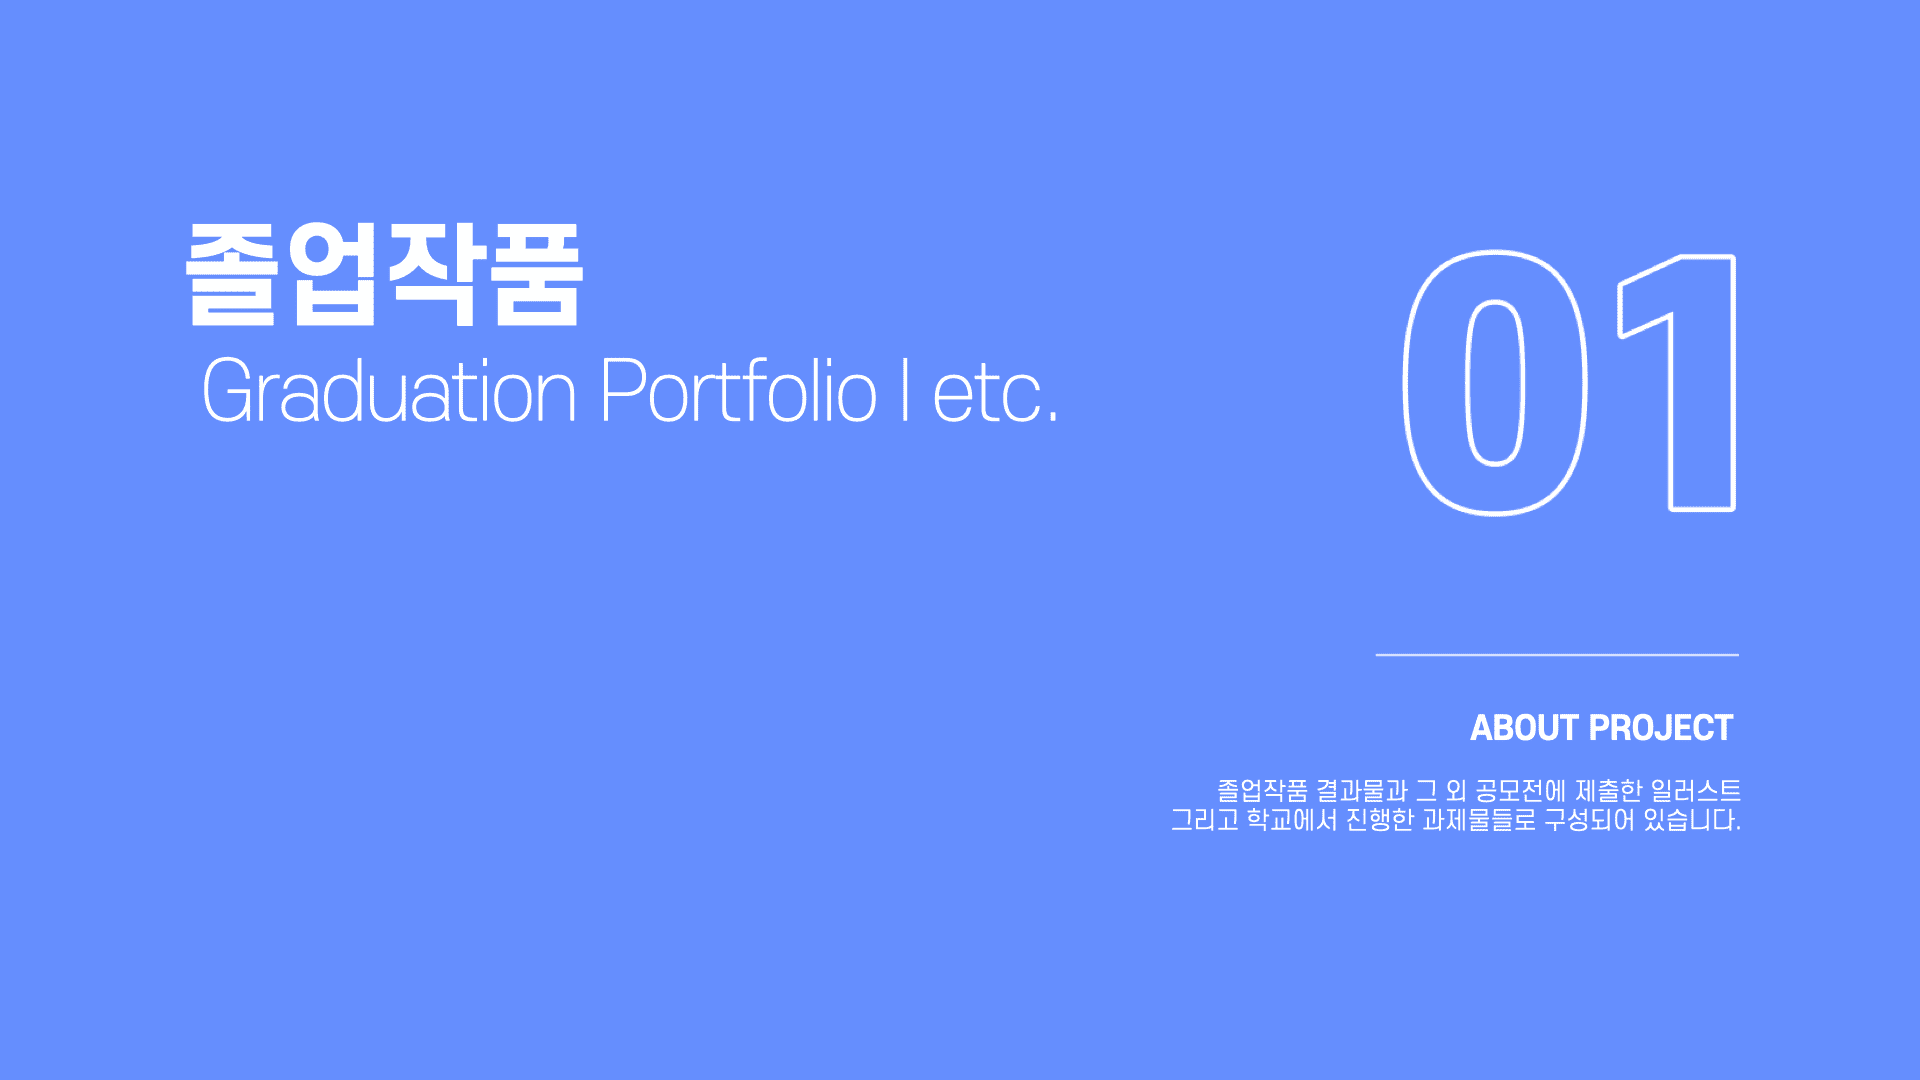 졸업작품
Graduation Portfolio l etc.
01
ABOUT PROJECT
졸업작품 결과물과 그 외 공모전에 제출한 일러스트
그리고 학교에서 진행한 과제물들로 구성되어 있습니다.